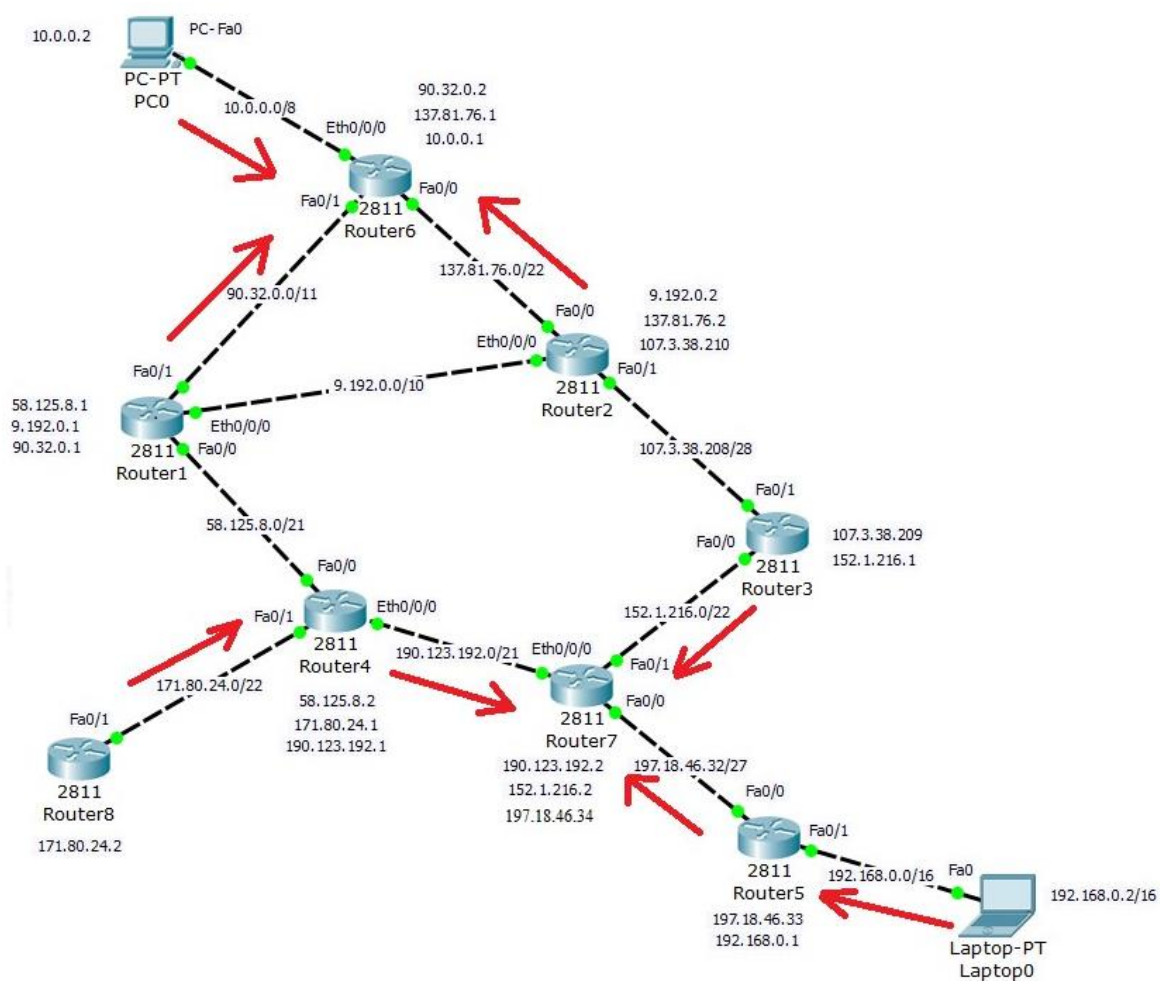 PC-Fa0
10.0.0.2
PC-PT
PC0
10.0.0.0/8
90.32.0.2
137.81.76.1
10.0.0.1
Eth0/0/0
Fa0/1
Fa0/0
2811
Router6
137.81.76.0/22
90.32.0.0/11
9.192.0.2
137.81.76.2
107.3.38.210
Fa0/0
Eth0/0/0
Fa0/1
2811
Router2
9.192.0.0/10
Fa0/1
58.125.8.1
9.192.0.1
90.32.0.1
Eth0/0/0
Fa0/0
2811
Router1
107.3.38.208/28
Fa0/1
Fa0/0
107.3.38.209
152.1.216.1
2811
Router3
58.125.8.0/21
Fa0/0
Fa0/1
Eth0/0/0
2811
Router4
58.125.8.2
171.80.24.1
190.123.192.1
152.1.216.0/22
190.123.192.0/21
Eth0/0/0
Fa0/1
Fa0/0
2811
Router7
190.123.192.2
152.1.216.2
197.18.46.34
171.80.24.0/22
Fa0/1
2811
Router8
171.80.24.2
197.18.46.32/27
Fa0/0
Fa0/1
2811
Router5
197.18.46.33
192.168.0.1
192.168.0.0/16
Fa0
192.168.0.2/16
Laptop-PT
Laptop0